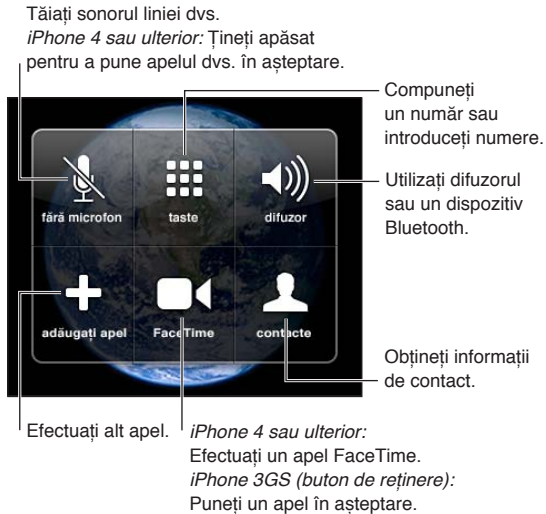 Tăiați sonorul liniei dvs.
iPhone 4 sau ulterior: Țineți apăsat
pentru a pune apelul dvs. în așteptare.
Compuneți
un număr sau
introduceți numere.
Utilizați difuzorul
sau un dispozitiv
Bluetooth.
fără microfon
taste
difuzor
adăugați apel
FaceTime
contacte
Obțineți informații
de contact.
Efectuați alt apel.
iPhone 4 sau ulterior:
Efectuați un apel FaceTime.
iPhone 3GS (buton de reținere):
Puneți un apel în așteptare.